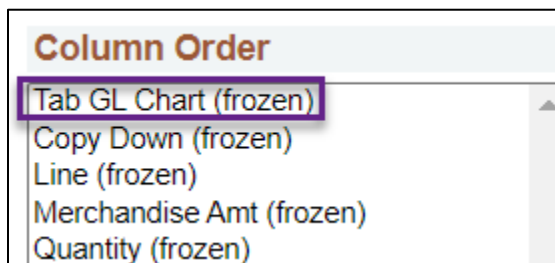 Column Order
Tab GL Chart (frozen)
Copy Down (frozen)
Line (frozen)
Merchandise Amt (frozen)
Quantity (frozen)